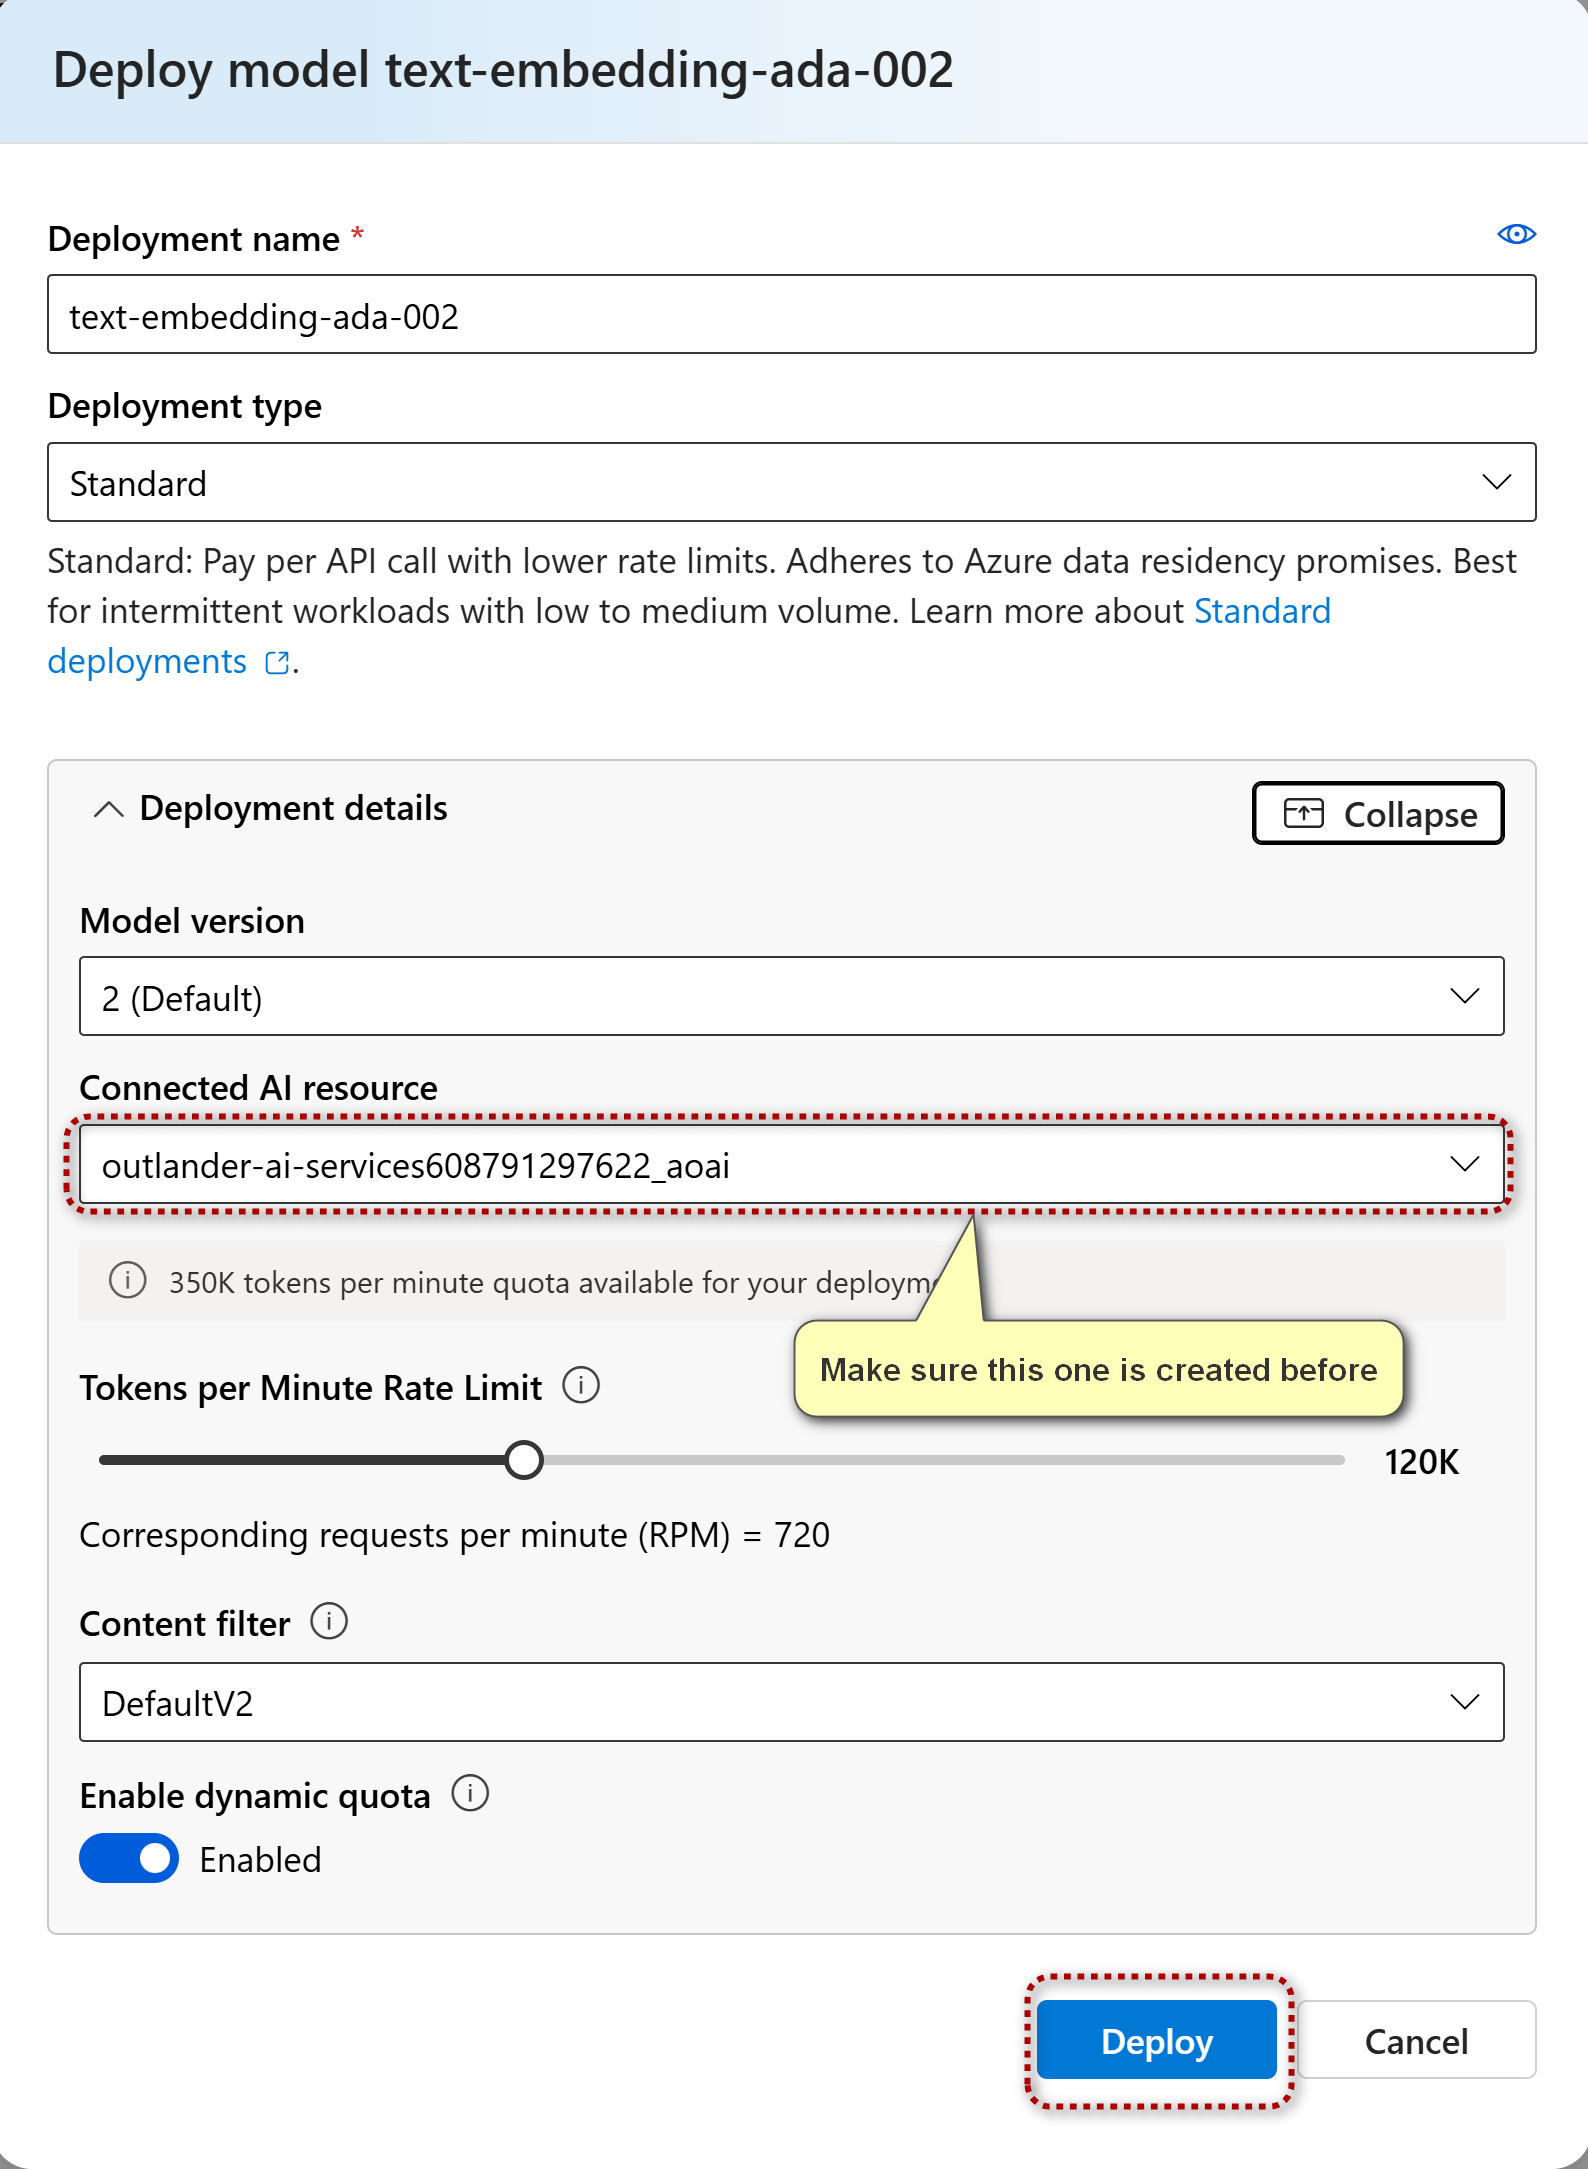 Deploy model text-embedding-ada-002
Deployment name *
text-embedding-ada-002
Deployment type
Standard
Standard: Pay per API call with lower rate limits. Adheres to Azure data residency promises. Best
for intermittent workloads with low to medium volume. Learn more about Standard
deployments .
Deployment details
Collapse
Model version
2 (Default)
Connected AI resource
outlander-ai-services608791297622_aoai
350K tokens per minute quota available for your
Make sure this one is created before
Tokens per Minute Rate Limit
120K
Corresponding requests per minute (RPM) = 720
Content filter
DefaultV2
Enable dynamic quota
Enabled
Deploy
Cancel